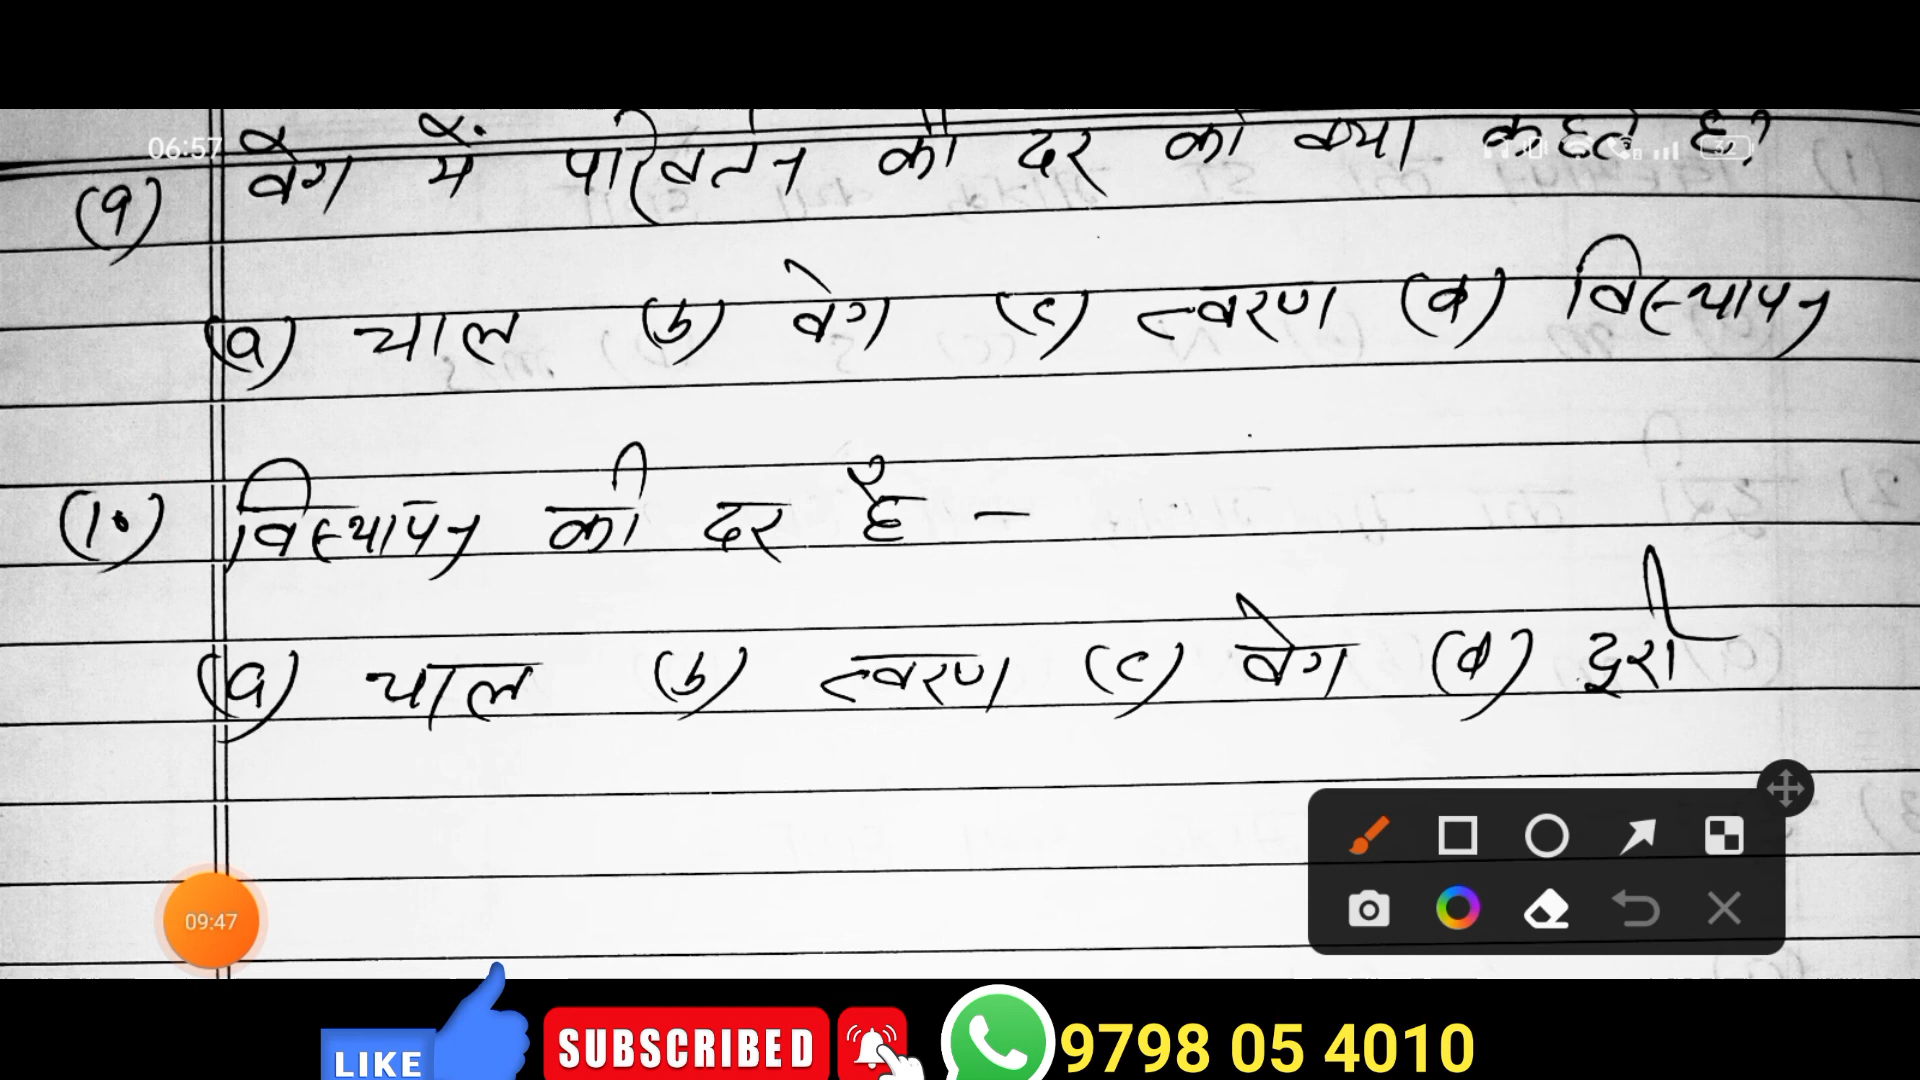 06:57
(9) वेग में परिवर्तन की दर को क्या कहते है?
32
(a) चाल (b) वेग (c) त्वरण (d) विस्थापन
(10) विस्थापन की दर है –
(a) चाल (b) त्वरण (c) वेग (d) दूरी
09:47
LIKE SUBSCRIBED 9798 05 4010